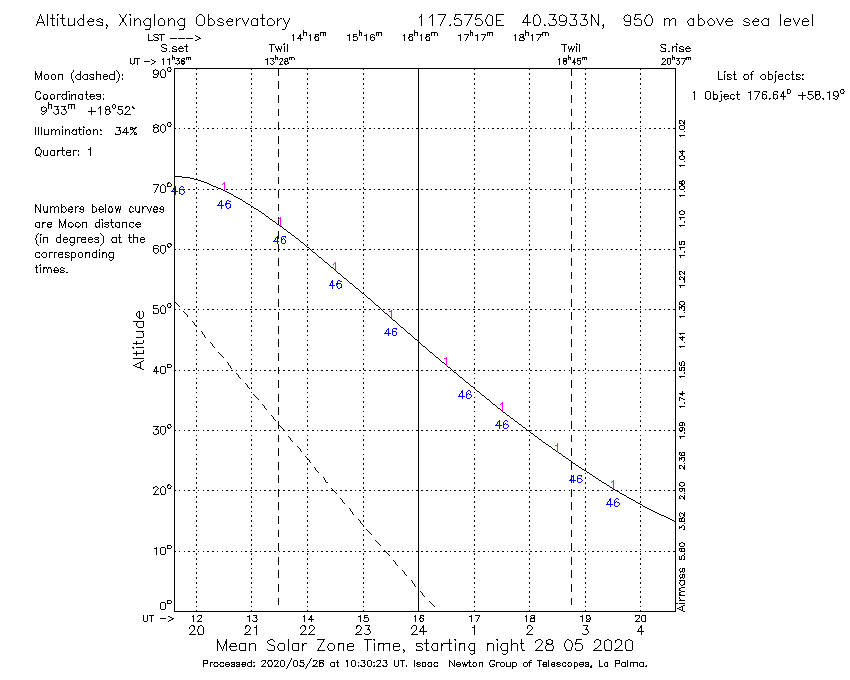 Altitudes, Xinglong Observatory 117.5750E 40.3933N, 950 m above sea level
LST ---> 14ʰ16ᵐ 15ʰ16ᵐ 16ʰ16ᵐ 17ʰ17ᵐ 18ʰ17ᵐ
S.set Twil Twil S.rise
UT -> 11ʰ36ᵐ 13ʰ28ᵐ 18ʰ45ᵐ 20ʰ37ᵐ
Moon (dashed):
Coordinates:
9ʰ33ᵐ +18°52'
Illumination: 34%
Quarter: 1
Numbers below curves
are Moon distance
(in degrees) at the
corresponding
times.
List of objects:
1 Object 176.64° +58.19°
Altitude
90°
80°
70°
60°
50°
40°
30°
20°
10°
0°
1
1
1
1
1
1
1
1
1
46
46
46
46
46
46
46
46
46
1.02
1.04
1.06
1.10
1.15
1.22
1.30
1.41
1.55
1.74
1.99
2.36
2.90
3.82
5.60
Airmass
UT -> 12 13 14 15 16 17 18 19 20
20 21 22 23 24 1 2 3 4
Mean Solar Zone Time, starting night 28 05 2020
Processed: 2020/05/28 at 10:30:23 UT. Isaac Newton Group of Telescopes, La Palma.